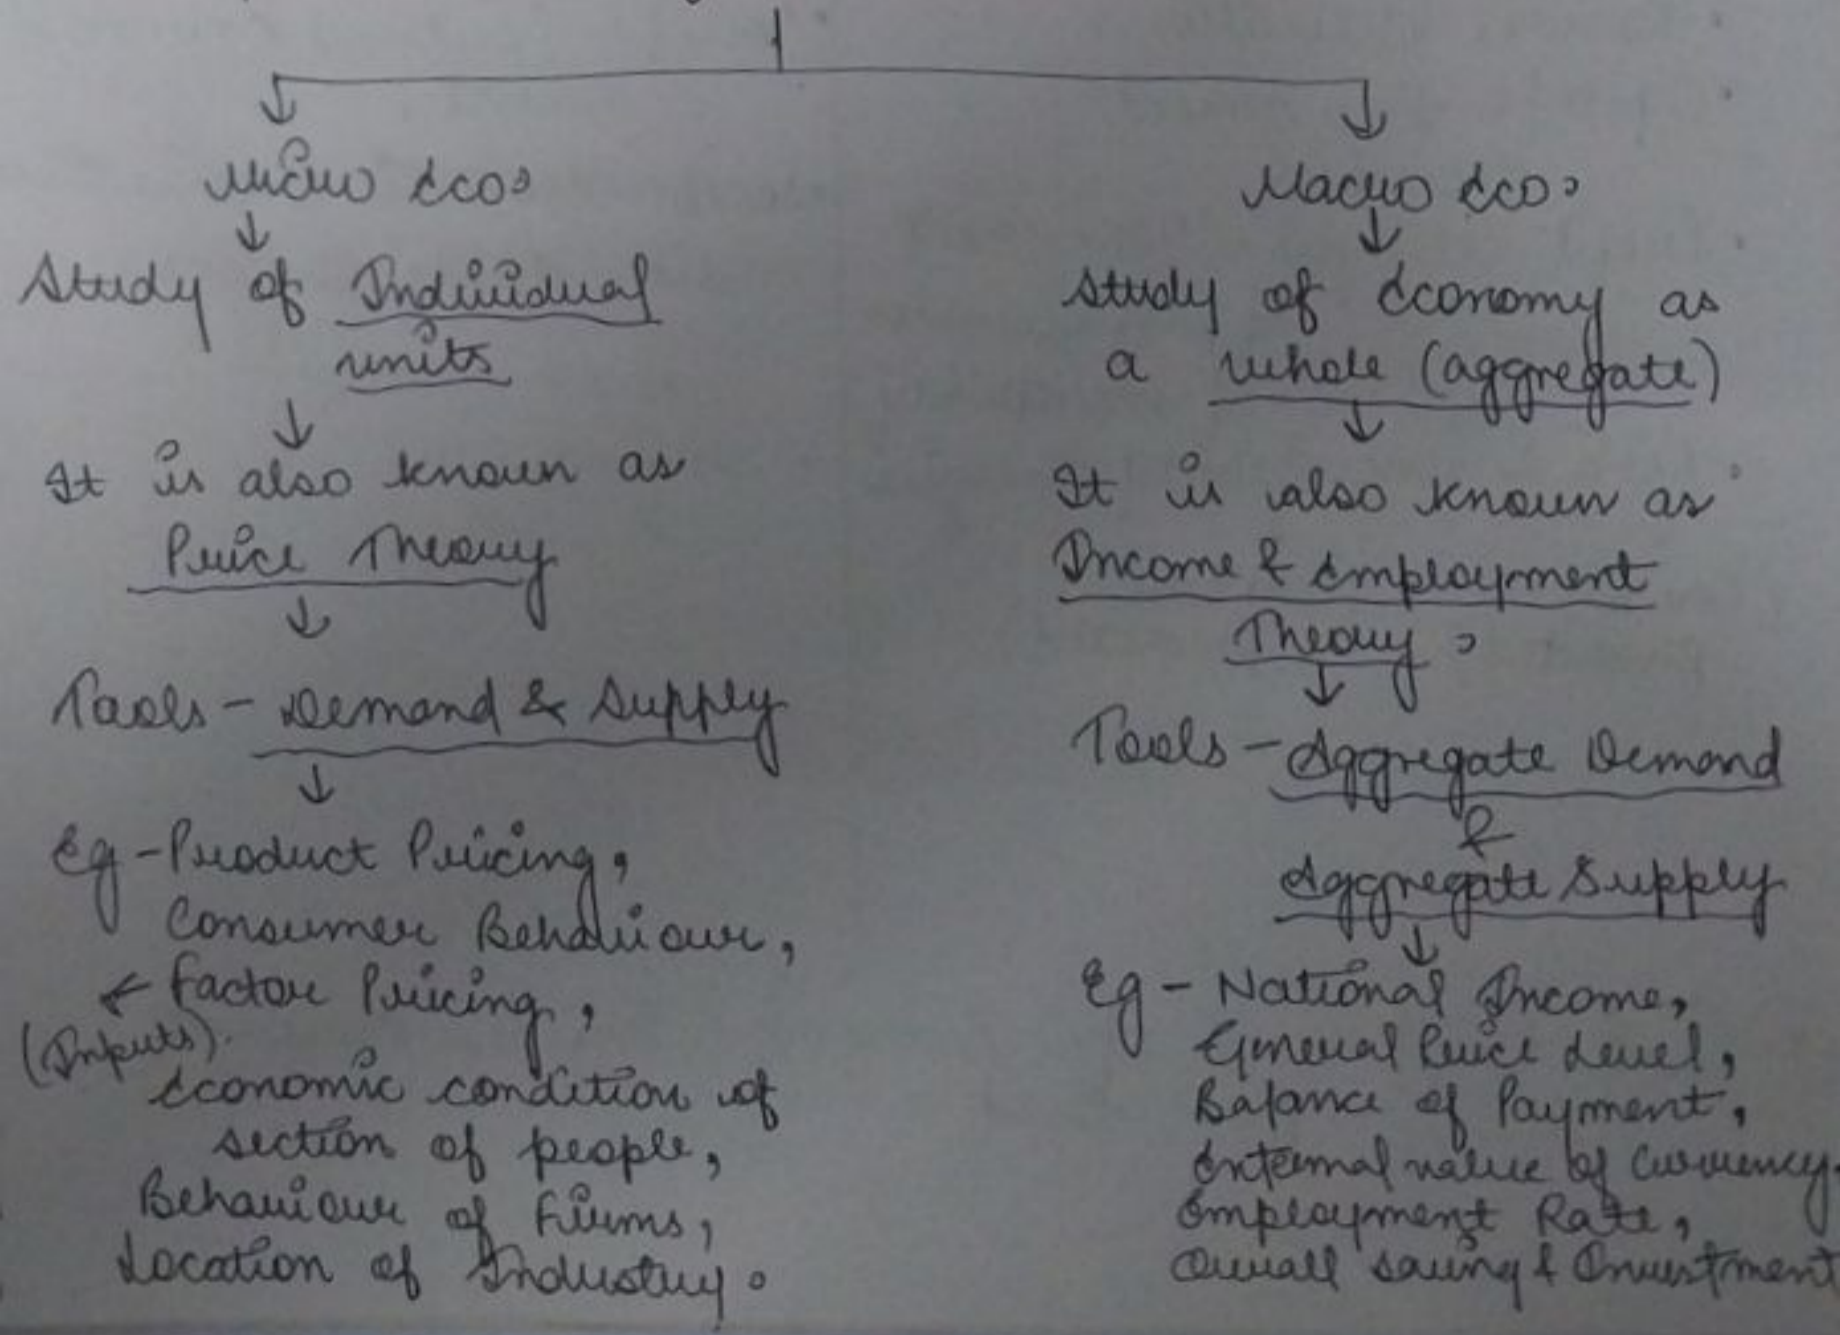 Micro Eco.
Study of Individual
units
It is also known as
Price Theory
Tools - Demand & Supply
Eg - Product Pricing,
Consumer Behaviour,
Factor Pricing,
(Inputs).
Economic condition of
section of people,
Behaviour of Firms,
Location of Industry.
Macro Eco.
Study of Economy as
a whole (aggregate)
It is also known as
Income & Employment
Theory.
Tools - Aggregate Demand
&
Aggregate Supply
Eg - National Income,
General Price Level,
Balance of Payment,
value of Currency
Employment Rate,
Overall saving & Investment